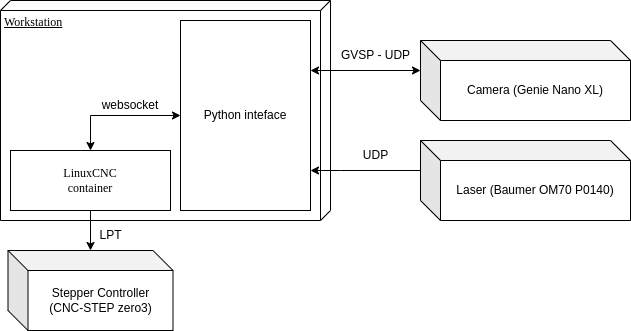 Workstation
GVSP - UDP
Camera (Genie Nano XL)
websocket
Python inteface
LinuxCNC
container
UDP
Laser (Baumer OM70 P0140)
LPT
Stepper Controller
(CNC-STEP zero3)